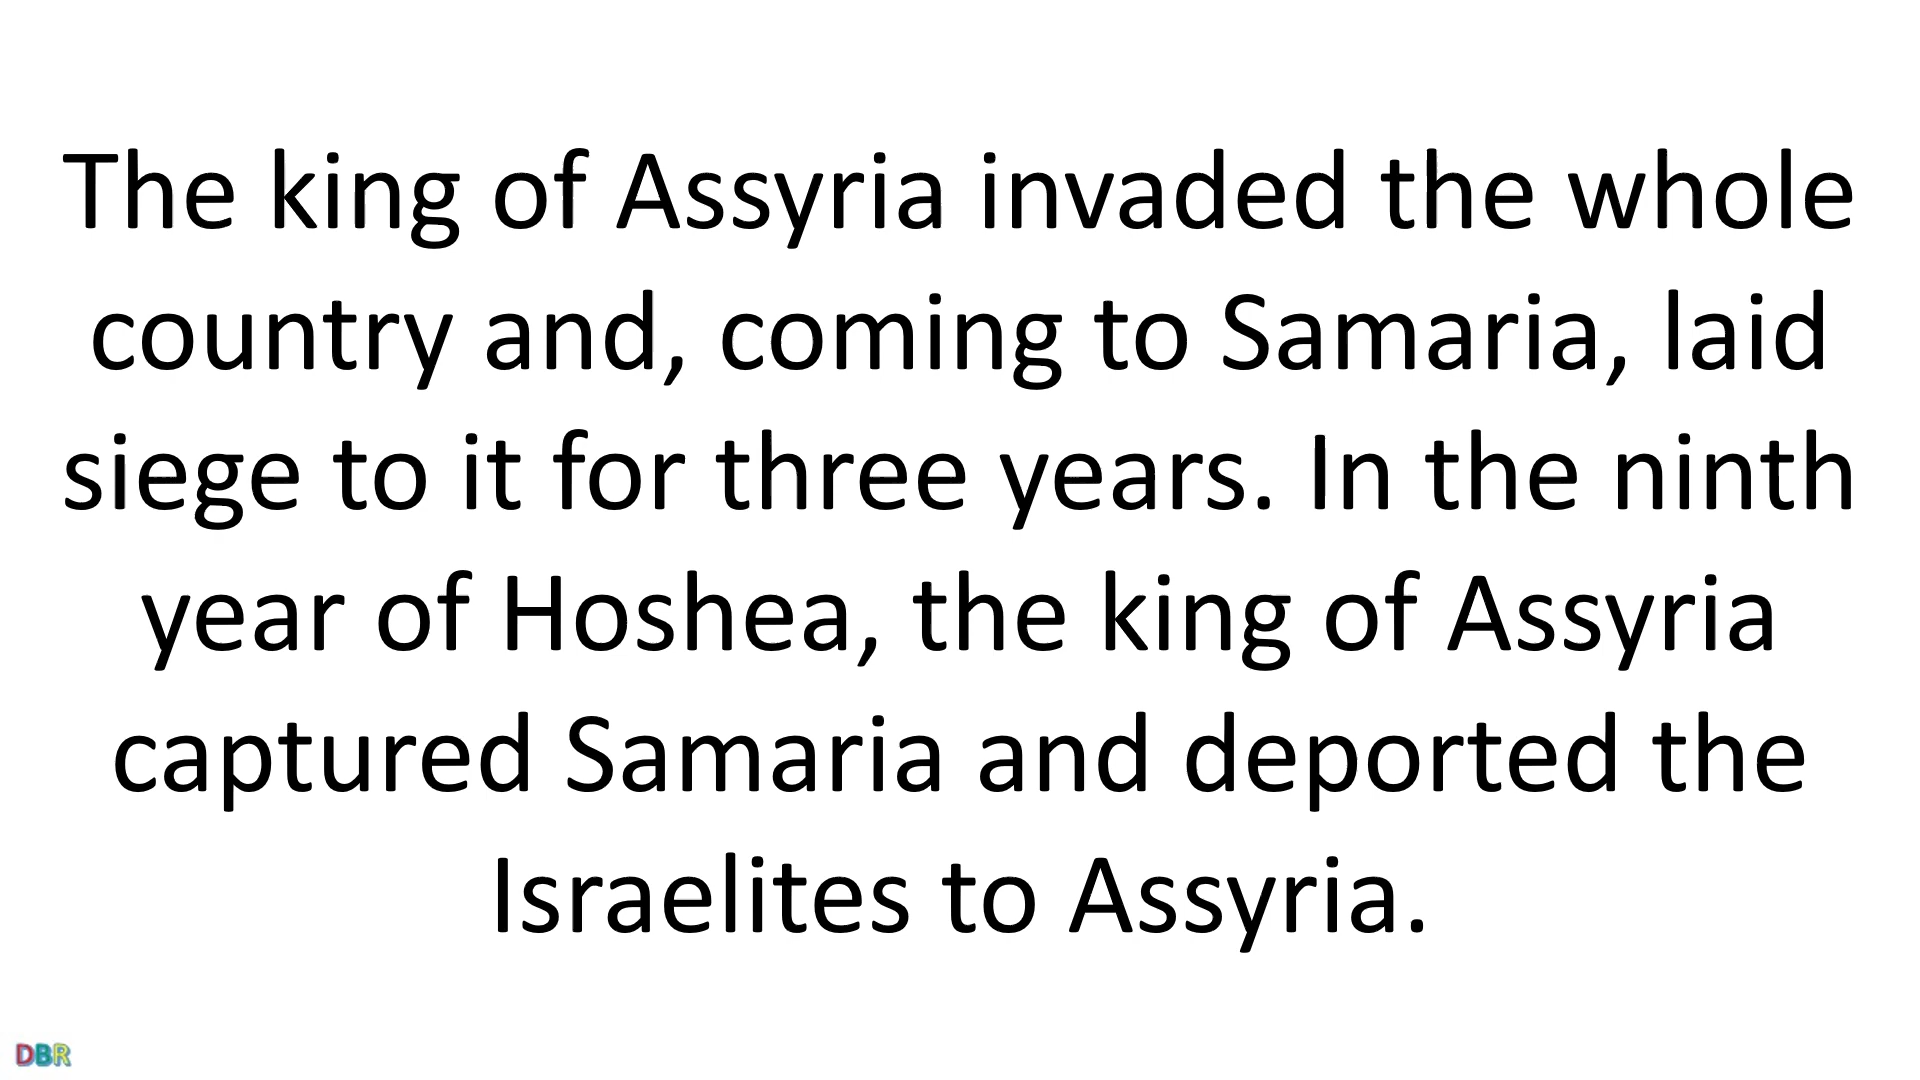 The king of Assyria invaded the whole
country and, coming to Samaria, laid
siege to it for three years. In the ninth
year of Hoshea, the king of Assyria
captured Samaria and deported the
Israelites to Assyria.
DBR